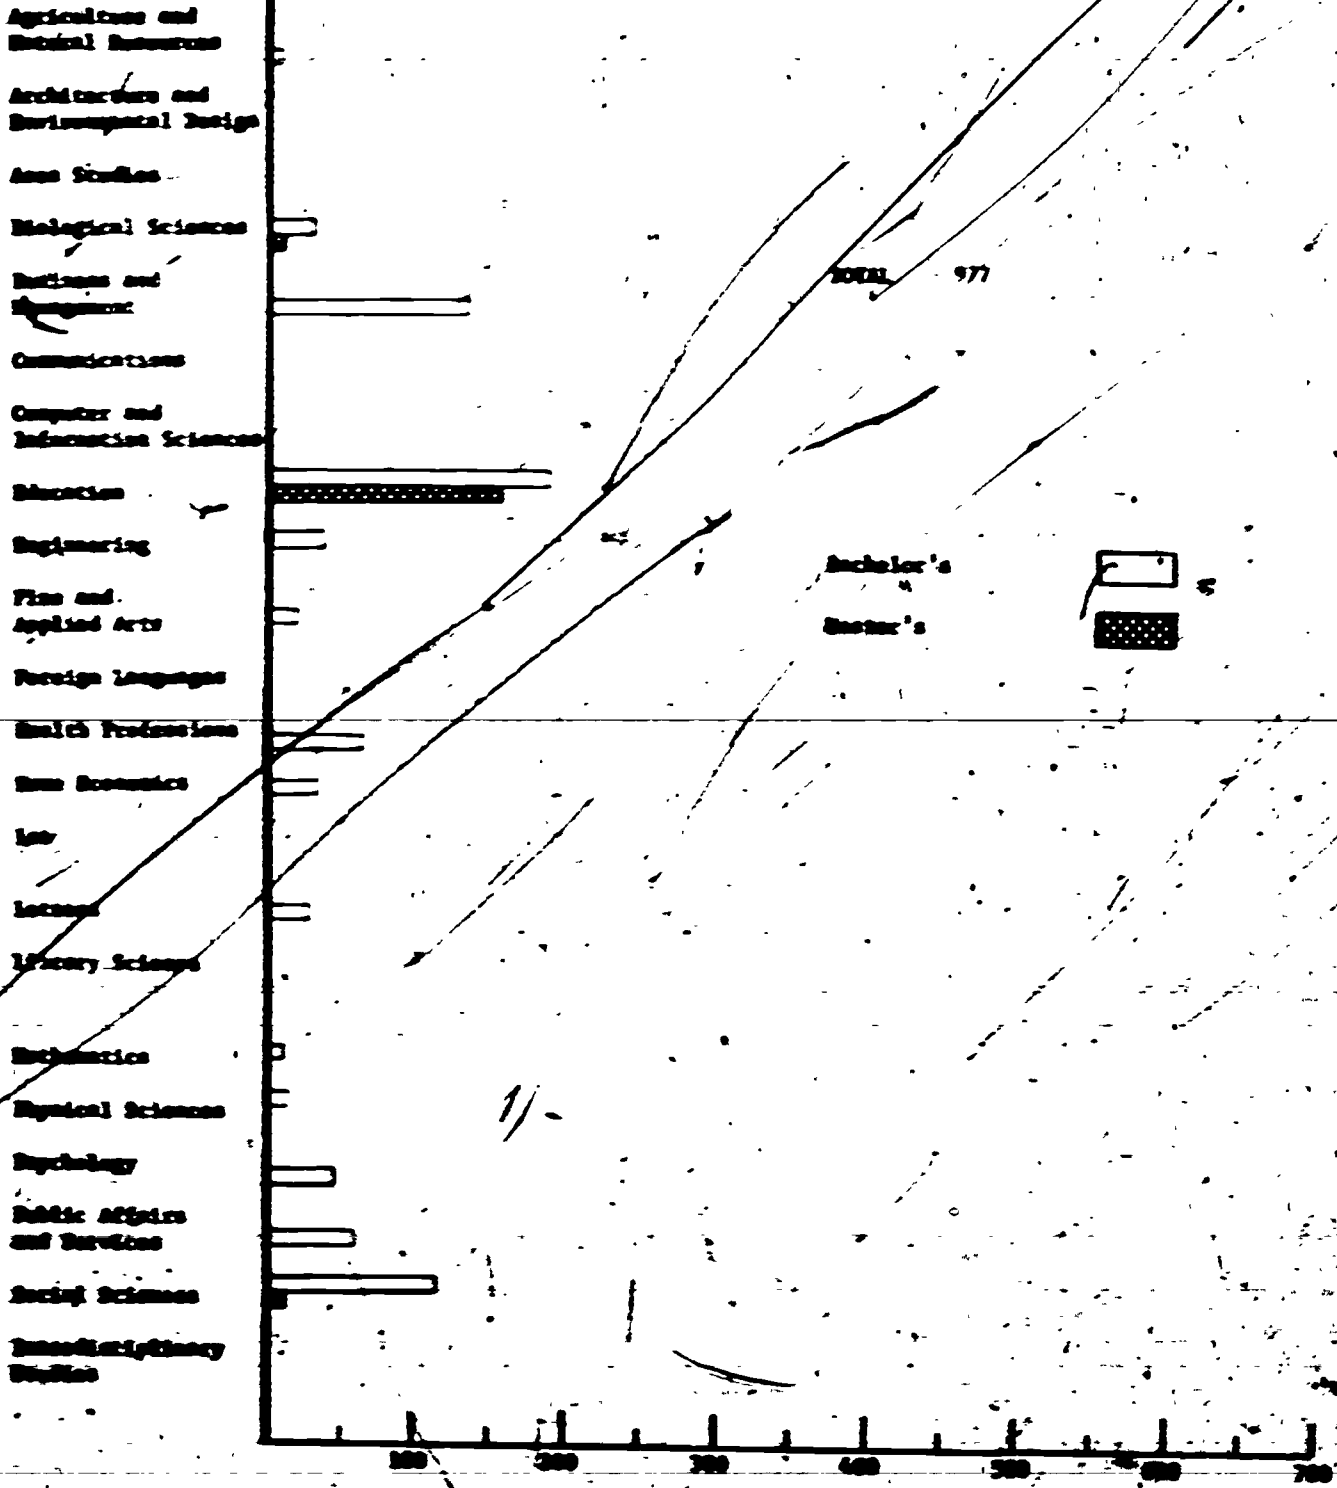 Agriculture and
Natural Resources
Architecture and
Environmental Design
Area Studies
Biological Sciences
Business and
Management
TOTAL 977
Communications
Computer and
Information Sciences
Education
Engineering
Bachelor's
Fine and
Applied Arts
Master's
Foreign Languages
Health Professions
Home Economics
Law
Letters
Library Science
Mathematics
Physical Sciences
Psychology
Public Affairs
and Services
Social Sciences
Interdisciplinary
Studies
100 200 300 400 500 600 700